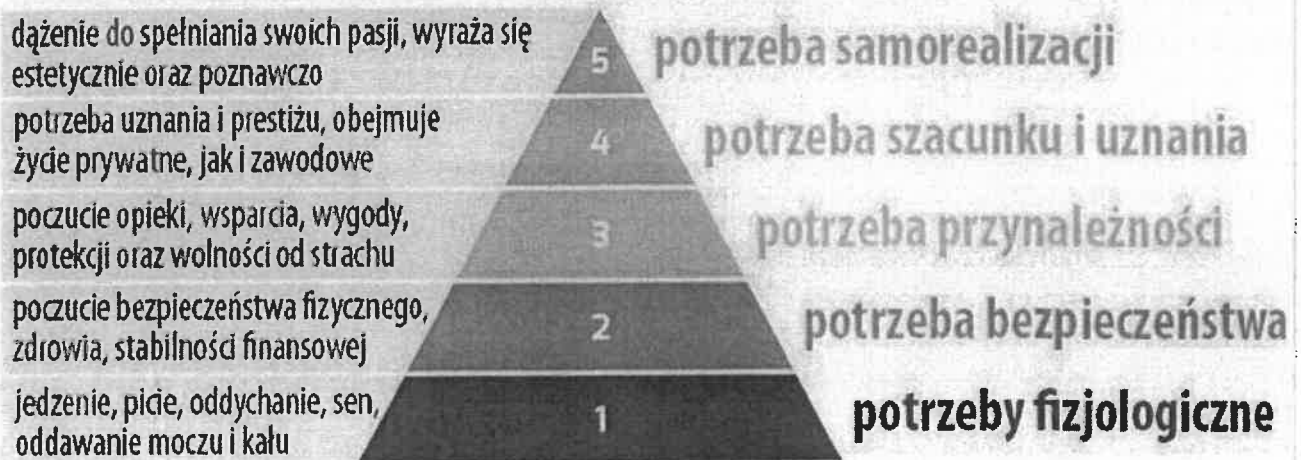 dążenie do spełniania swoich pasji, wyraża się
estetycznie oraz poznawczo
5
potrzeba samorealizacji
potrzeba uznania i prestiżu, obejmuje
życie prywatne, jak i zawodowe
4
potrzeba szacunku i uznania
poczucie opieki, wsparcia, wygody,
protekcji oraz wolności od strachu
3
potrzeba przynależności
poczucie bezpieczeństwa fizycznego,
zdrowia, stabilności finansowej
2
potrzeba bezpieczeństwa
jedzenie, picie, oddychanie, sen,
oddawanie moczu i kału
1
potrzeby fizjologiczne